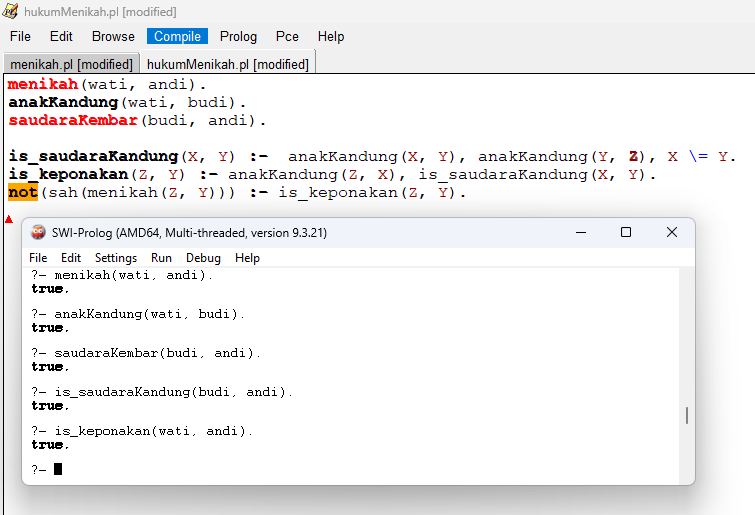 hukumMenikah.pl [modified]
File Edit Browse Compile Prolog Pce Help
menikah.pl [modified] hukumMenikah.pl [modified]
menikah(wati, andi).
anakKandung(wati, budi).
saudaraKembar(budi, andi).
is_saudaraKandung(X, Y) :-  anakKandung(X, Y), anakKandung(Y, Z), X \= Y.
is_keponakan(Z, Y) :- anakKandung(Z, X), is_saudaraKandung(X, Y).
not(sah(menikah(Z, Y))) :- is_keponakan(Z, Y).
SWI-Prolog (AMD64, Multi-threaded, version 9.3.21)
File Edit Settings Run Debug Help
?- menikah(wati, andi).
true.
?- anakKandung(wati, budi).
true.
?- saudaraKembar(budi, andi).
true.
?- is_saudaraKandung(budi, andi).
true.
?- is_keponakan(wati, andi).
true.
?-